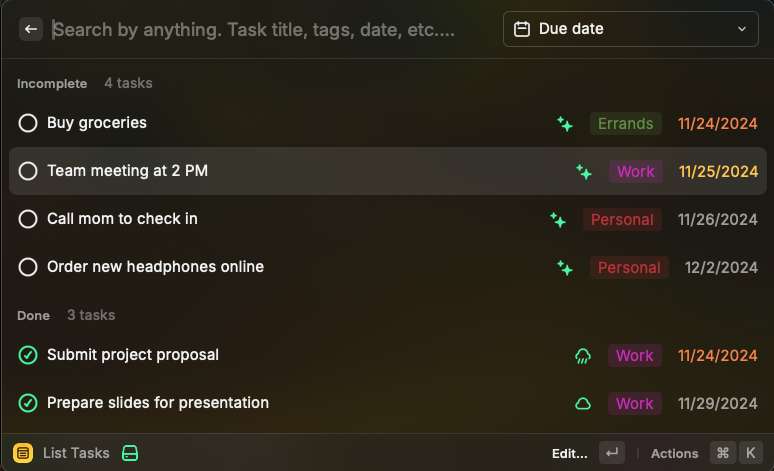 Search by anything. Task title, tags, date, etc....
Due date
Incomplete 4 tasks
Buy groceries Errands 11/24/2024
Team meeting at 2 PM Work 11/25/2024
Call mom to check in Personal 11/26/2024
Order new headphones online Personal 12/2/2024
Done 3 tasks
Submit project proposal Work 11/24/2024
Prepare slides for presentation Work 11/29/2024
List Tasks Edit... ↵ Actions ⌘ K